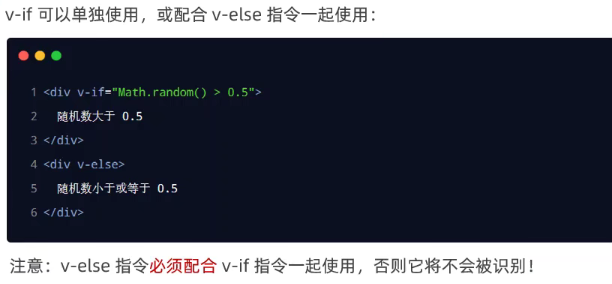 v-if 可以单独使用，或配合 v-else 指令一起使用：
1 <div v-if="Math.random() > 0.5">
2   随机数大于 0.5
3 </div>
4 <div v-else>
5   随机数小于或等于 0.5
6 </div>
注意：v-else 指令必须配合 v-if 指令一起使用，否则它将不会被识别！